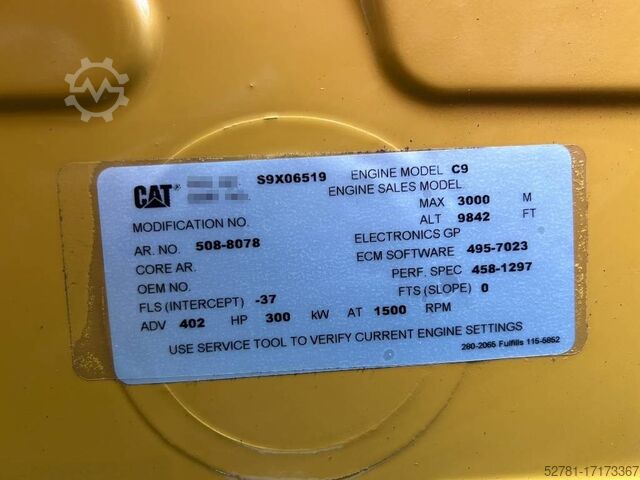 CAT S9X06519 ENGINE MODEL C9
ENGINE SALES MODEL
MAX 3000 M
MODIFICATION NO. ALT 9842 FT
AR. NO. 508-8078 ELECTRONICS GP
CORE AR. ECM SOFTWARE 495-7023
OEM NO. PERF. SPEC 458-1297
FLS (INTERCEPT) -37 FTS (SLOPE) 0
ADV 402 HP 300 kW AT 1500 RPM
USE SERVICE TOOL TO VERIFY CURRENT ENGINE SETTINGS
280-2065 Fulfills 115-5852
52781-17173367